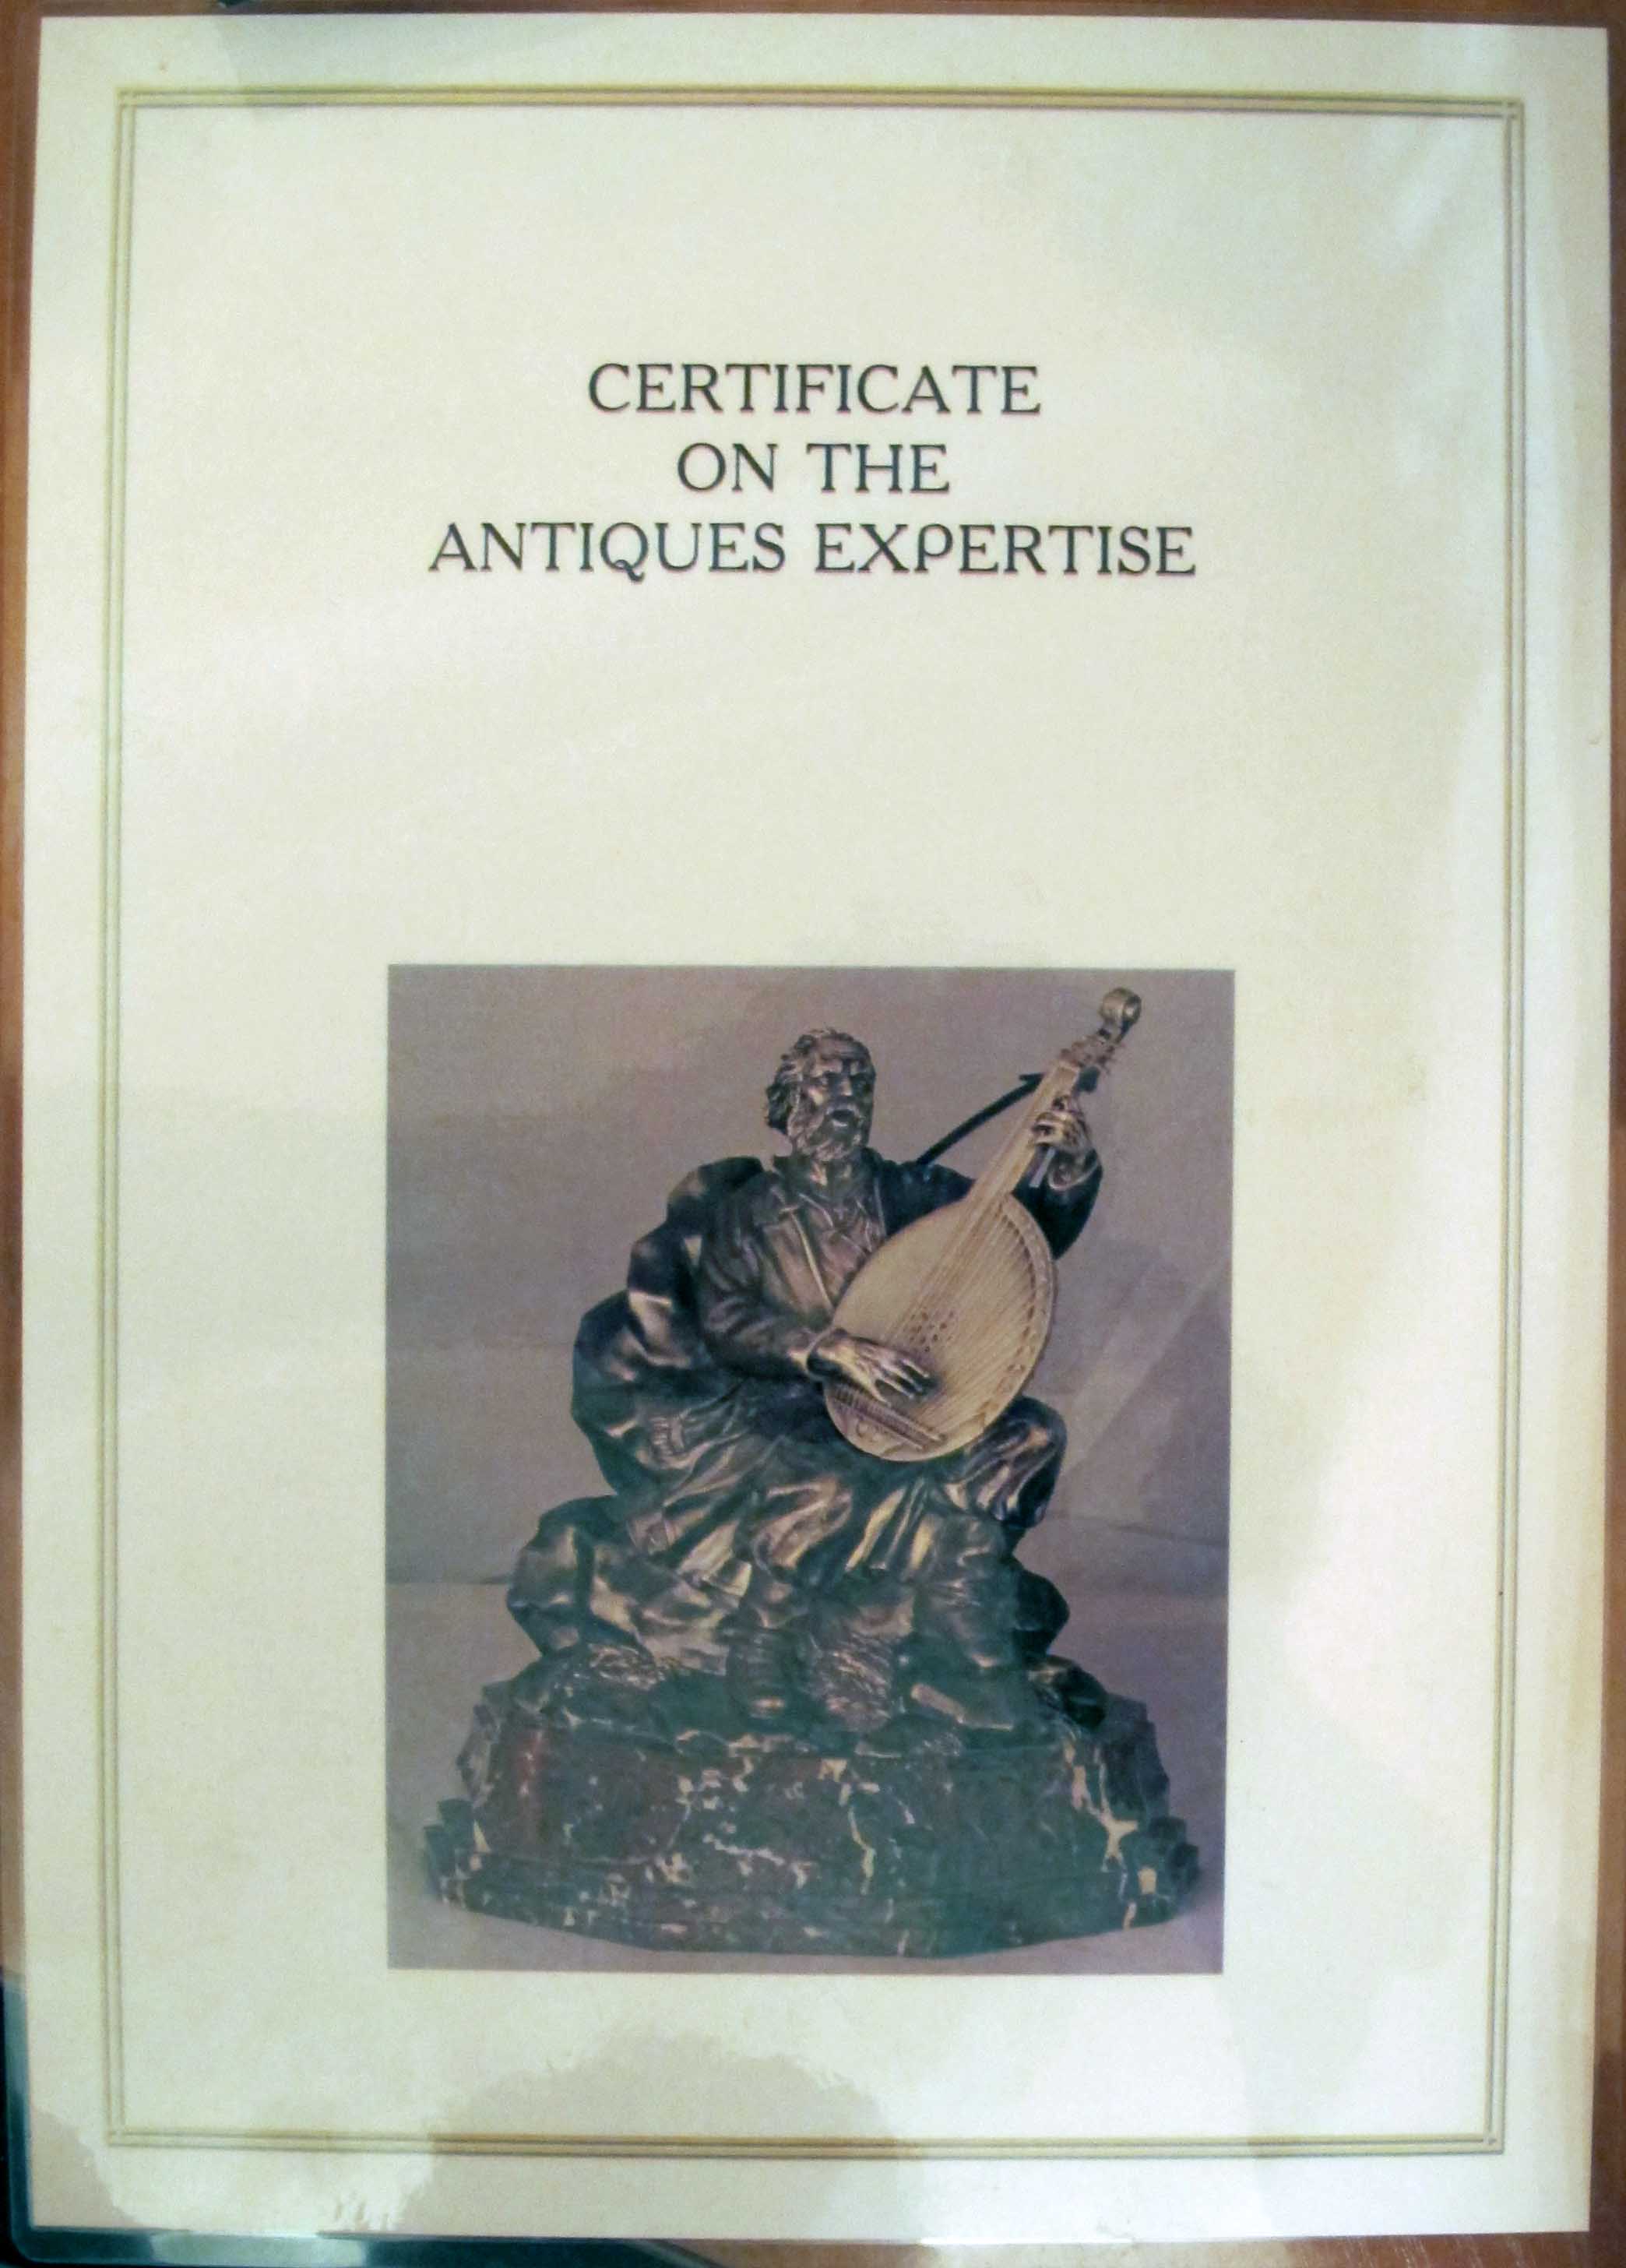 CERTIFICATE
ON THE
ANTIQUES EXPERTISE